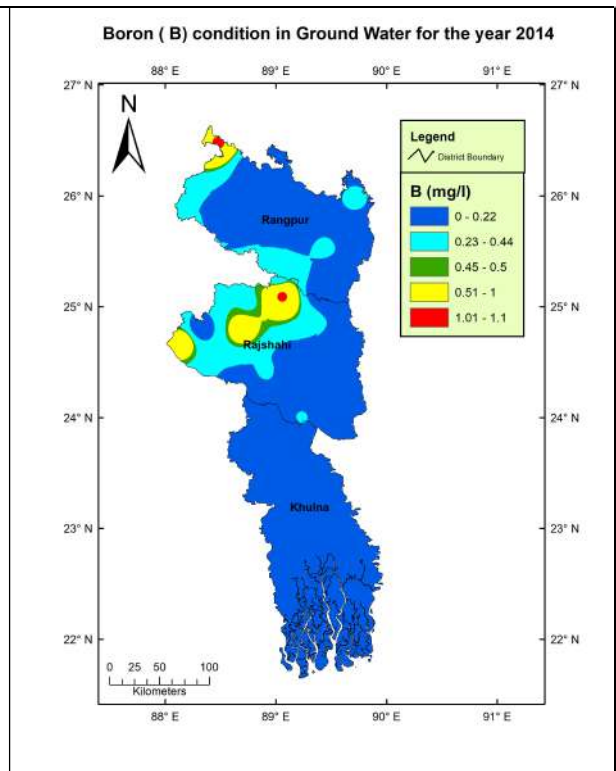 Boron ( B) condition in Ground Water for the year 2014
88° E 89° E 90° E 91° E
27° N 27° N
N
Legend
District Boundary
B (mg/l)
0 - 0.22
0.23 - 0.44
0.45 - 0.5
0.51 - 1
1.01 - 1.1
26° N 26° N
Rangpur
25° N 25° N
Rajshahi
24° N 24° N
Khulna
23° N 23° N
22° N 22° N
0 25 50 100
Kilometers
88° E 89° E 90° E 91° E